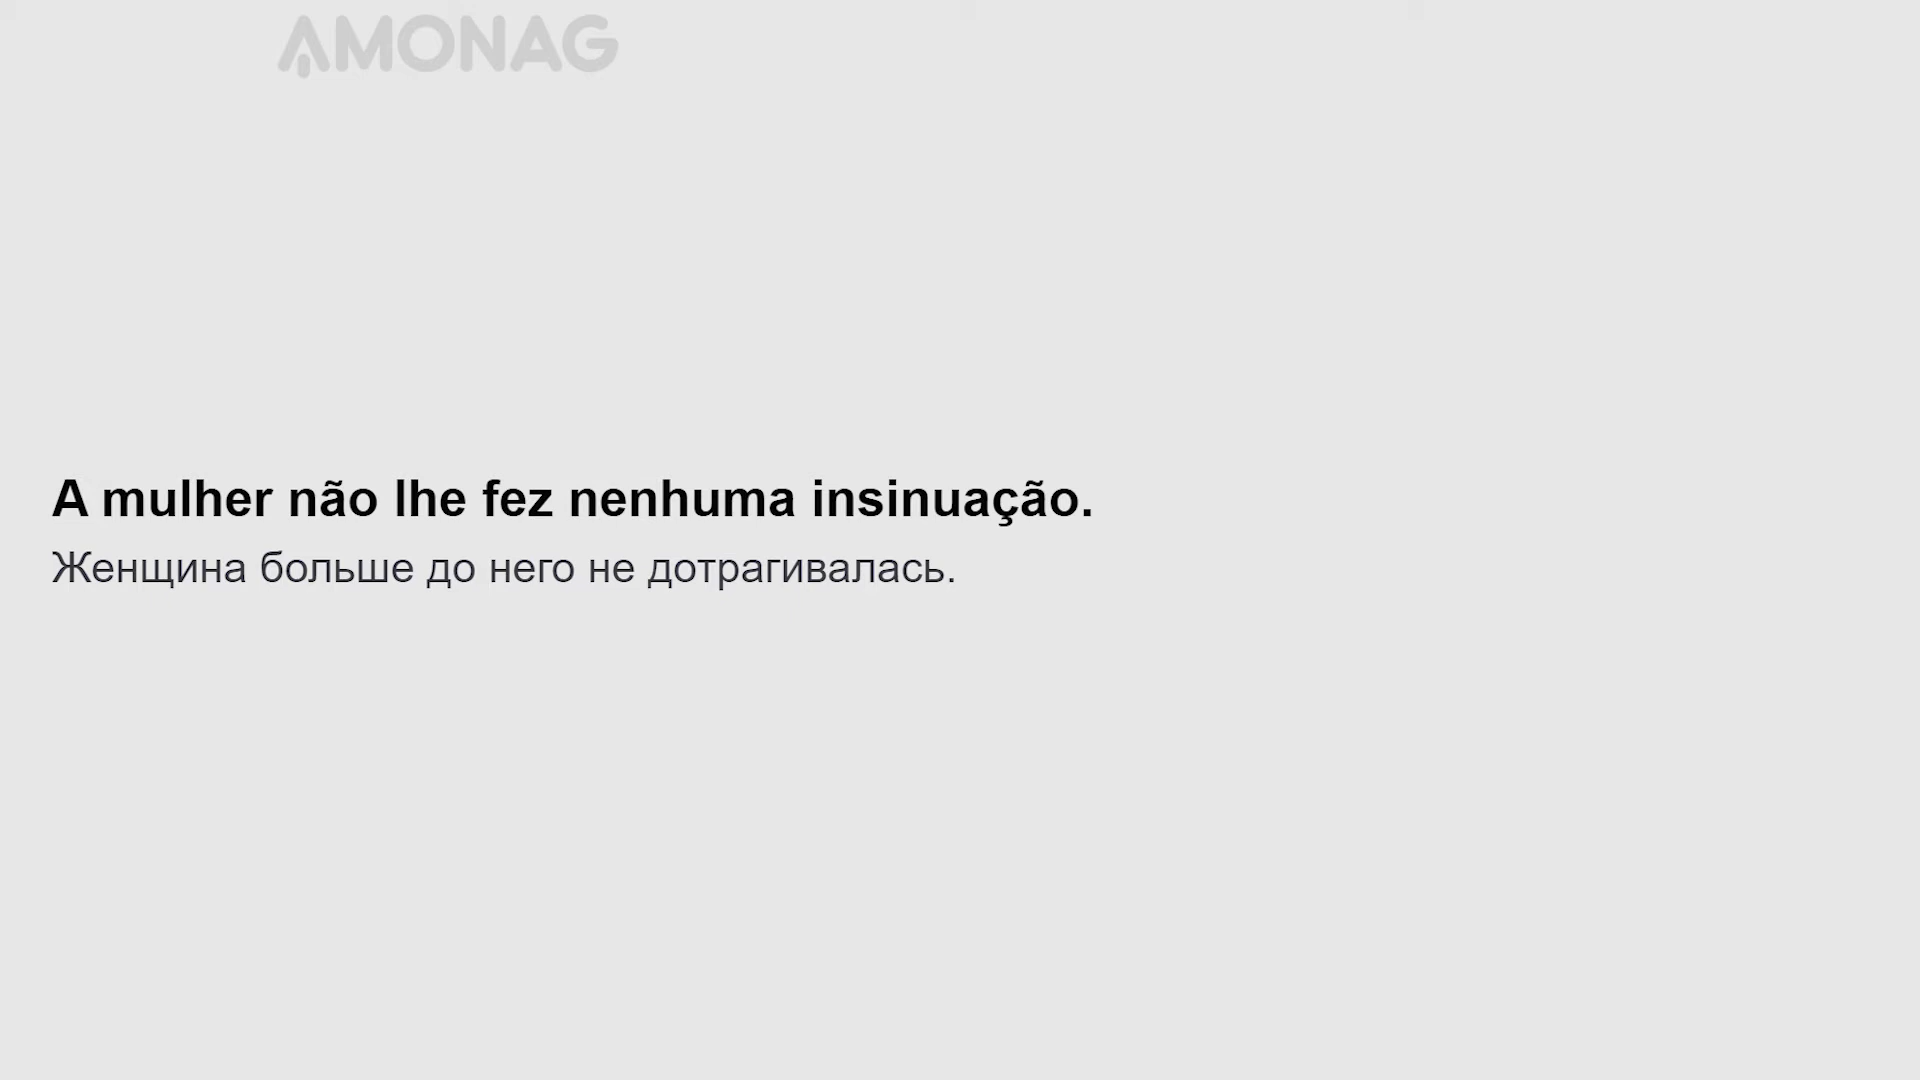 AMONAG
A mulher não lhe fez nenhuma insinuação.
Женщина больше до него не дотрагивалась.